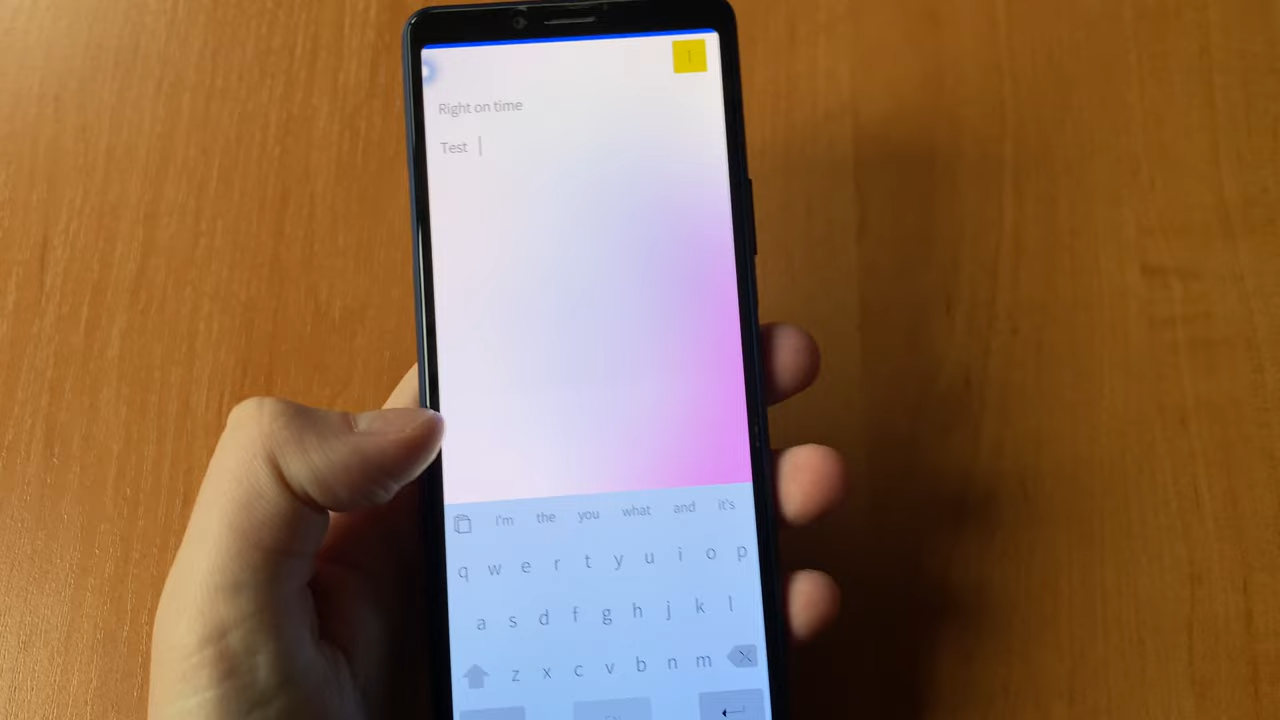 Right on time
Test
I'm the you what and it's
q w e r t y u i o p
a s d f g h j k l
z x c v b n m